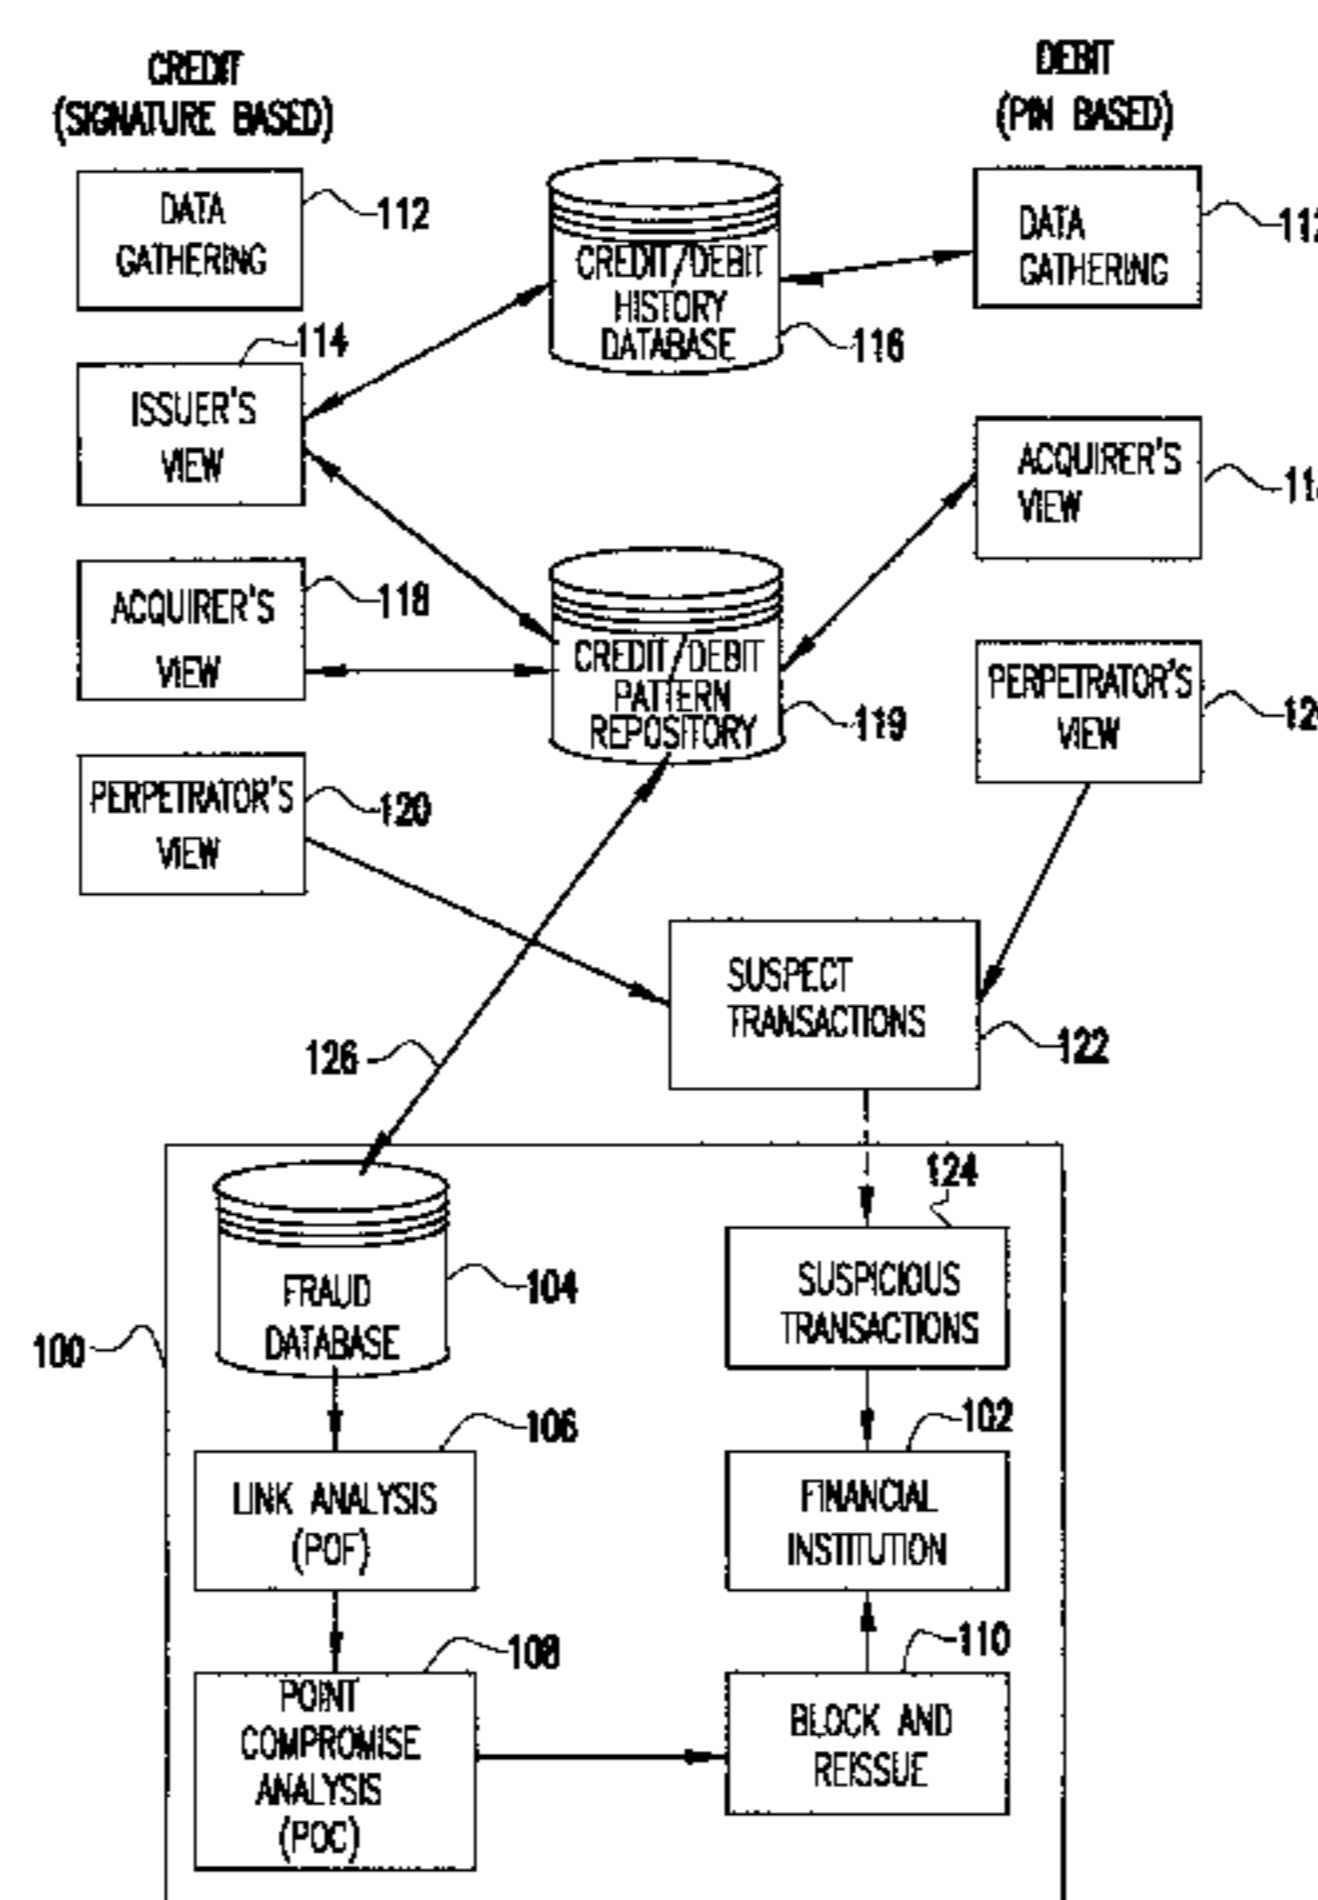 CREDIT
(SIGNATURE BASED)
DEBIT
(PIN BASED)
DATA
GATHERING
112
CREDIT/DEBIT
HISTORY
DATABASE
116
DATA
GATHERING
114
ISSUER'S
VIEW
ACQUIRER'S
VIEW
ACQUIRER'S
VIEW
118
CREDIT/DEBIT
PATTERN
REPOSITORY
119
PERPETRATOR'S
VIEW
PERPETRATOR'S
VIEW
120
SUSPECT
TRANSACTIONS
122
126
124
FRAUD
DATABASE
104
SUSPICIOUS
TRANSACTIONS
100
106
LINK ANALYSIS
(POF)
102
FINANCIAL
INSTITUTION
108
POINT
COMPROMISE
ANALYSIS
(POC)
110
BLOCK AND
REISSUE